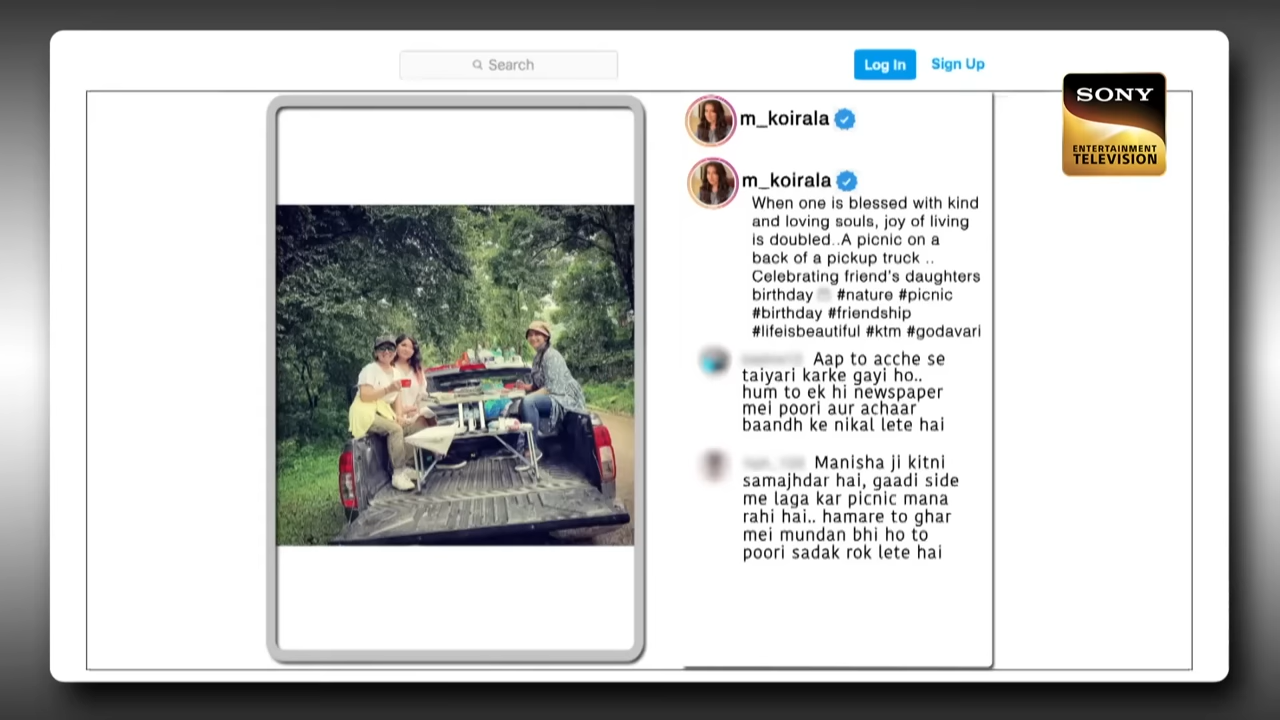 Search
Log In
Sign Up
SONY
ENTERTAINMENT
TELEVISION
m_koirala
m_koirala
When one is blessed with kind
and loving souls, joy of living
is doubled..A picnic on a
back of a pickup truck ..
Celebrating friend's daughters
birthday #nature #picnic
#birthday #friendship
#lifeisbeautiful #ktm #godavari
Aap to acche se
taiyari karke gayi ho..
hum to ek hi newspaper
mei poori aur achaar
baandh ke nikal lete hai
Manisha ji kitni
samajhdar hai, gaadi side
me laga kar picnic mana
rahi hai.. hamare to ghar
mei mundan bhi ho to
poori sadak rok lete hai